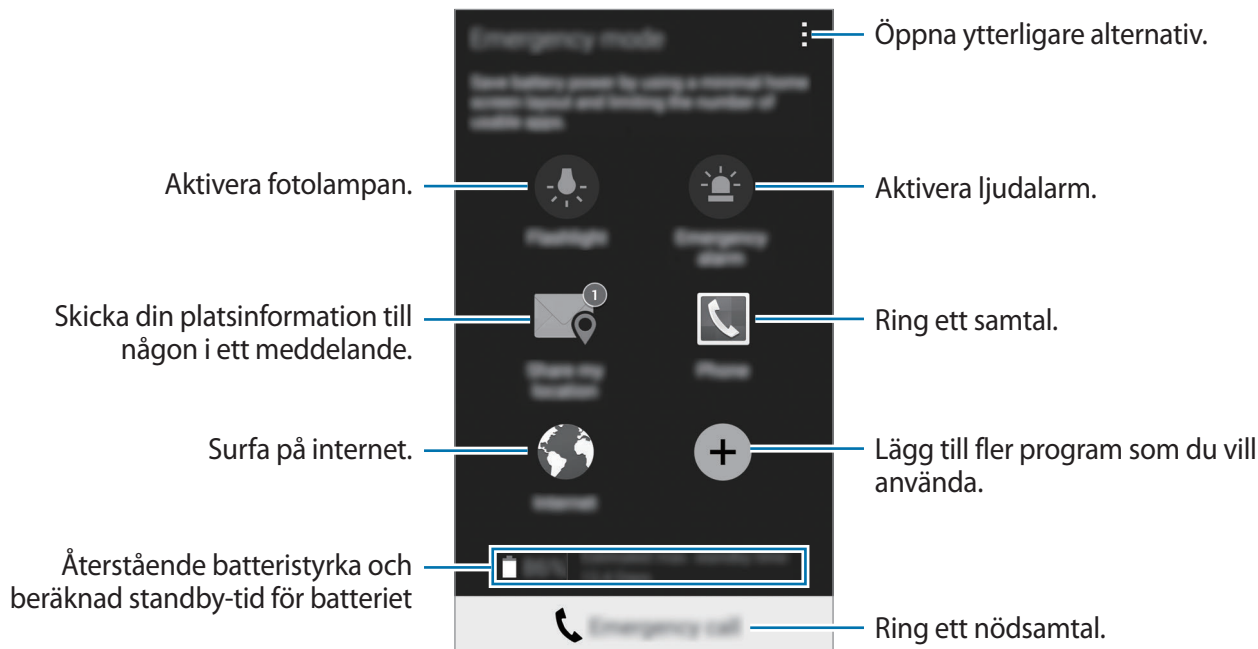 Emergency mode
Öppna ytterligare alternativ.
Save battery power by using a minimal home
screen layout and limiting the number of
usable apps
Aktivera fotolampan.
Aktivera ljudalarm.
Flashlight
Emergency
alarm
Skicka din platsinformation till
någon i ett meddelande.
1
Ring ett samtal.
Share my
location
Phone
Surfa på internet.
Lägg till fler program som du vill
använda.
Internet
Återstående batteristyrka och
beräknad standby-tid för batteriet
Emergency call
Ring ett nödsamtal.